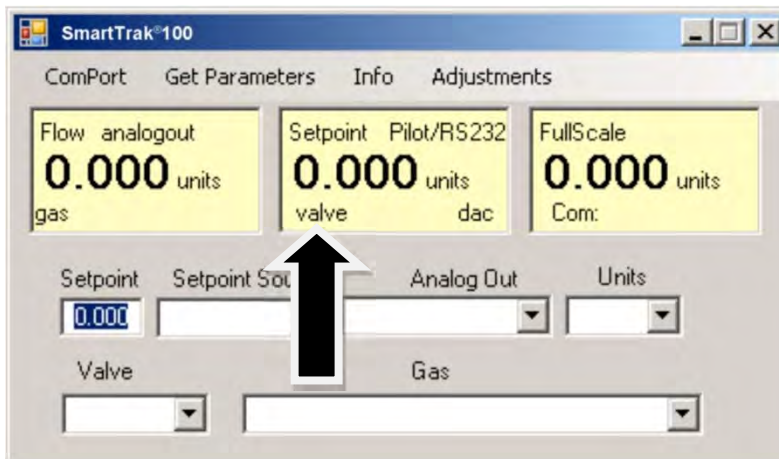 SmartTrak®100
ComPort Get Parameters Info Adjustments
Flow analogout
0.000 units
gas
Setpoint Pilot/RS232
0.000 units
valve dac
FullScale
0.000 units
Com:
Setpoint Setpoint Analog Out Units
0.000
Valve Gas